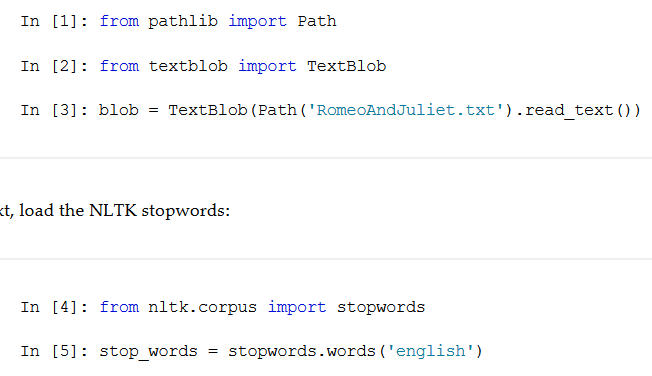 In [1]: from pathlib import Path
In [2]: from textblob import TextBlob
In [3]: blob = TextBlob(Path('RomeoAndJuliet.txt').read_text())
xt, load the NLTK stopwords:
In [4]: from nltk.corpus import stopwords
In [5]: stop_words = stopwords.words('english')